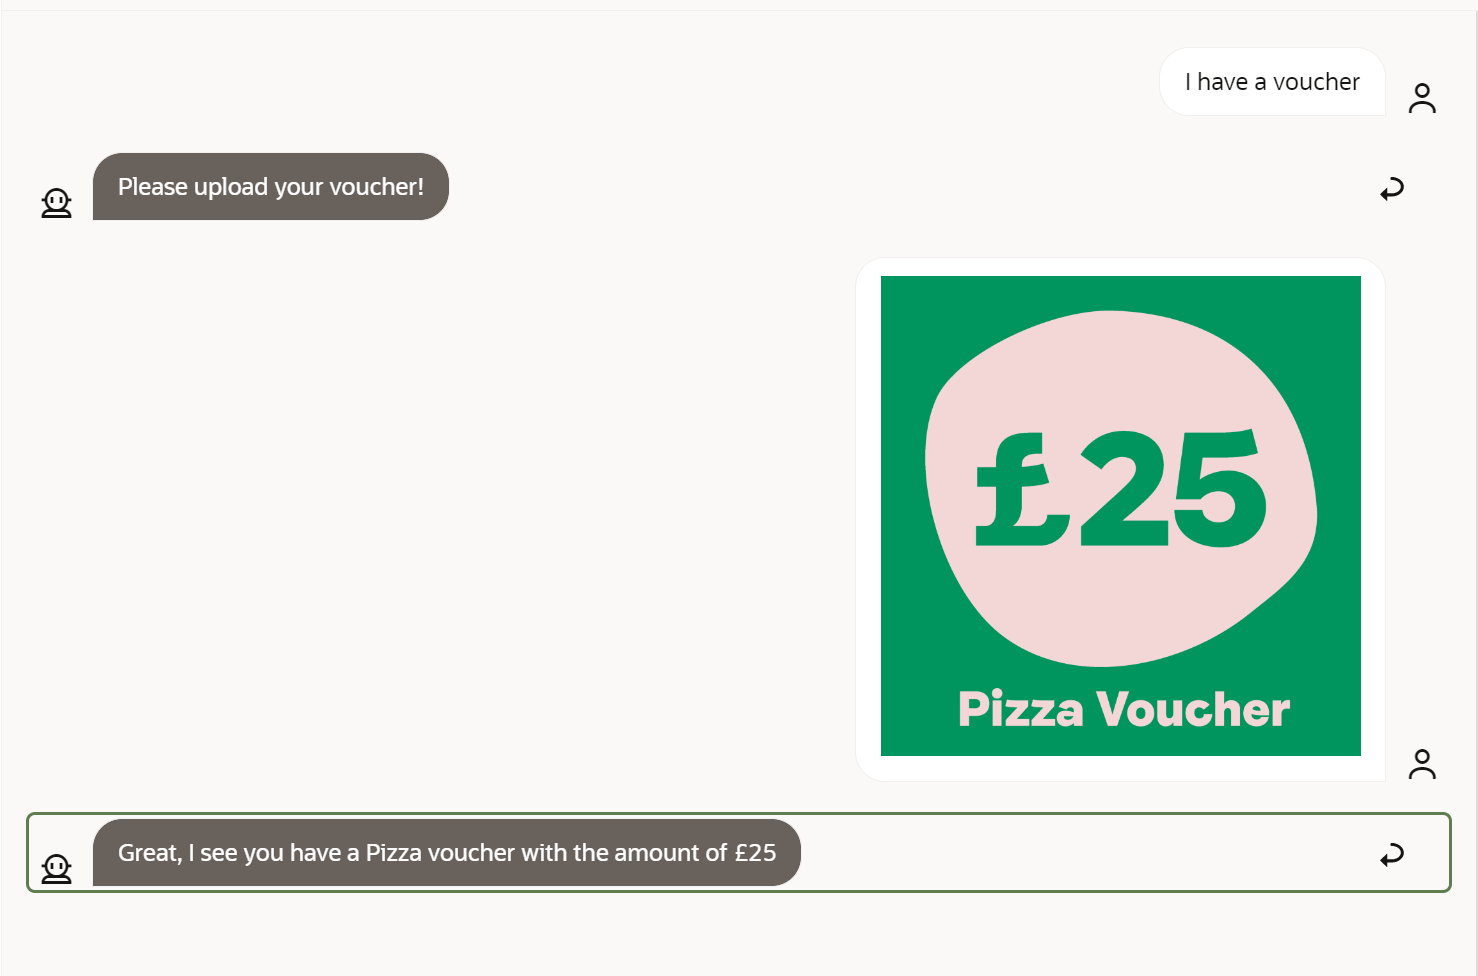 I have a voucher
Please upload your voucher!
£25
Pizza Voucher
Great, I see you have a Pizza voucher with the amount of £25